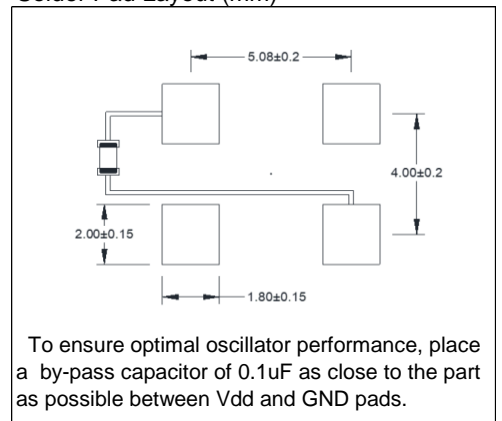 Solder Pad Layout (mm)
5.08±0.2
4.00±0.2
2.00±0.15
1.80±0.15
To ensure optimal oscillator performance, place
a by-pass capacitor of 0.1uF as close to the part
as possible between Vdd and GND pads.